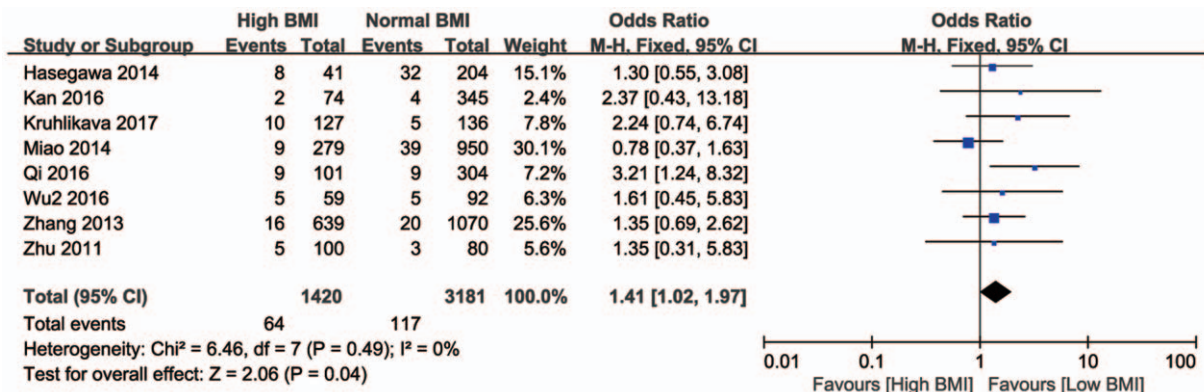 High BMI Normal BMI Odds Ratio Odds Ratio
Study or Subgroup Events Total Events Total Weight M-H. Fixed. 95% CI M-H. Fixed. 95% CI
Hasegawa 2014 8 41 32 204 15.1% 1.30 [0.55, 3.08]
Kan 2016 2 74 4 345 2.4% 2.37 [0.43, 13.18]
Kruhlikava 2017 10 127 5 136 7.8% 2.24 [0.74, 6.74]
Miao 2014 9 279 39 950 30.1% 0.78 [0.37, 1.63]
Qi 2016 9 101 9 304 7.2% 3.21 [1.24, 8.32]
Wu2 2016 5 59 5 92 6.3% 1.61 [0.45, 5.83]
Zhang 2013 16 639 20 1070 25.6% 1.35 [0.69, 2.62]
Zhu 2011 5 100 3 80 5.6% 1.35 [0.31, 5.83]
Total (95% CI) 1420 3181 100.0% 1.41 [1.02, 1.97]
Total events 64 117
Heterogeneity: Chi² = 6.46, df = 7 (P = 0.49); I² = 0%
Test for overall effect: Z = 2.06 (P = 0.04)
0.01 0.1 1 10 100
Favours [High BMI] Favours [Low BMI]